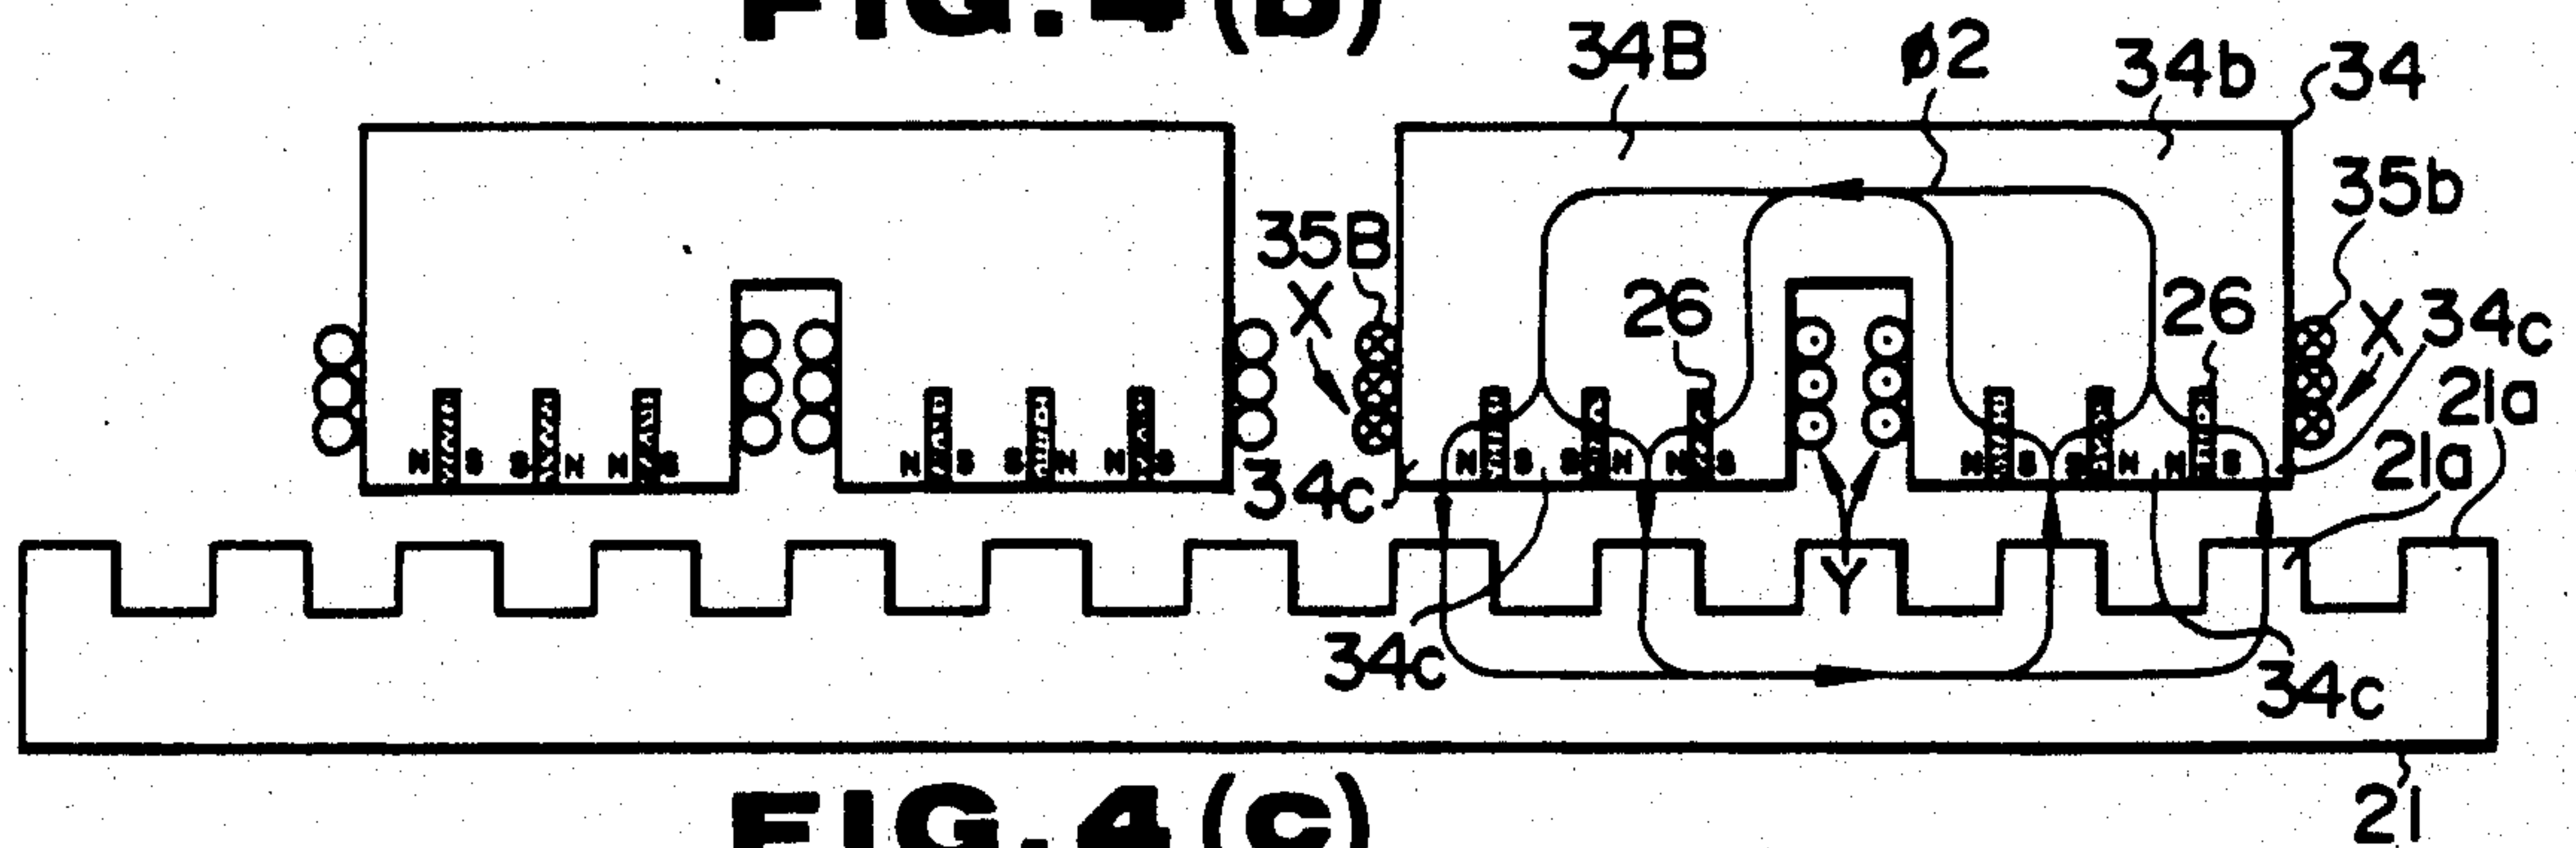 FIG. 4 (b)
34B ø2 34b 34
35b
35B
X 26 26 X 34c
21a
N S S N N S N S S N N S N S S N N S N S S N N S 21a
34c
Y
34c 34c
21
FIG. 4 (c)